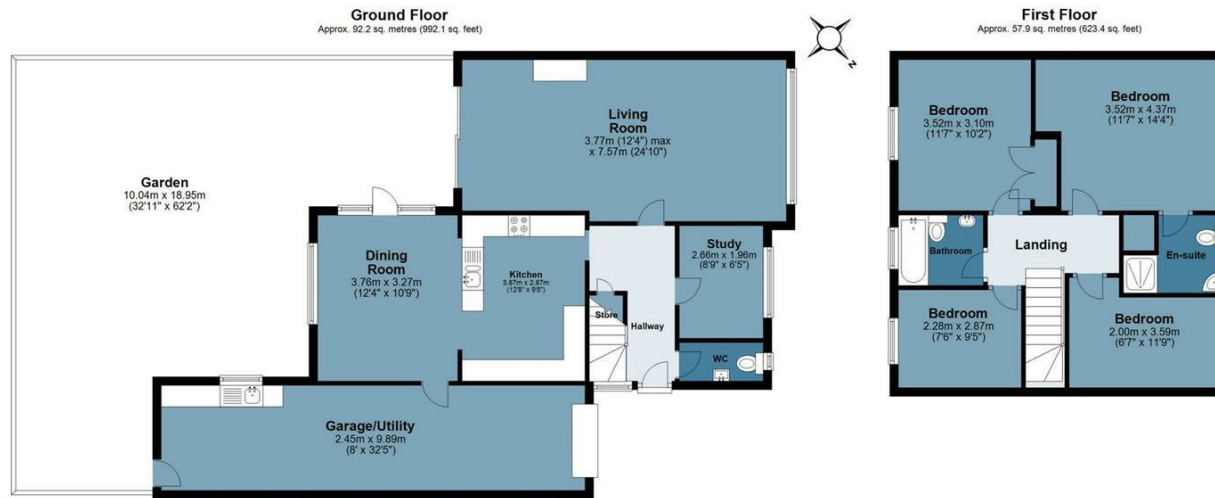 Ground Floor
Approx. 92.2 sq. metres (992.1 sq. feet)
N
Living
Room
3.77m (12'4") max
x 7.57m (24'10")
Garden
10.04m x 18.95m
(32'11" x 62'2")
Dining
Room
3.76m x 3.27m
(12'4" x 10'9")
Kitchen
3.87m x 2.87m
(12'8" x 9'5")
Study
2.66m x 1.96m
(8'9" x 6'5")
Store
Hallway
WC
Garage/Utility
2.45m x 9.89m
(8' x 32'5")
First Floor
Approx. 57.9 sq. metres (623.4 sq. feet)
Bedroom
3.52m x 3.10m
(11'7" x 10'2")
Bedroom
3.52m x 4.37m
(11'7" x 14'4")
Bathroom
Landing
En-suite
Bedroom
2.28m x 2.87m
(7'6" x 9'5")
Bedroom
2.00m x 3.59m
(6'7" x 11'9")